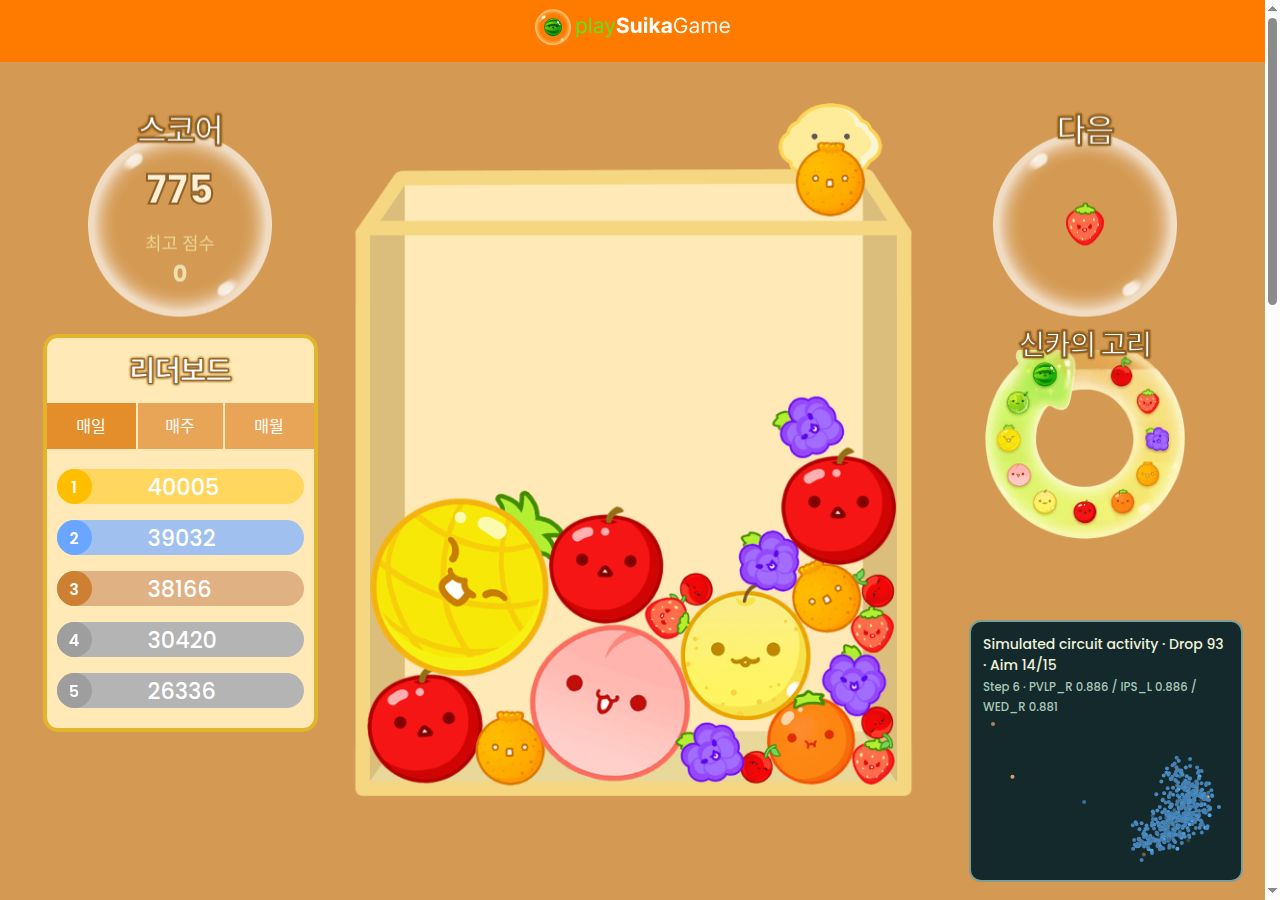 playSuikaGame
스코어
775
최고 점수
0
리더보드
매일 매주 매월
1 40005
2 39032
3 38166
4 30420
5 26336
다음
신카의 고리
Simulated circuit activity · Drop 93
· Aim 14/15
Step 6 · PVLP_R 0.886 / IPS_L 0.886 /
WED_R 0.881